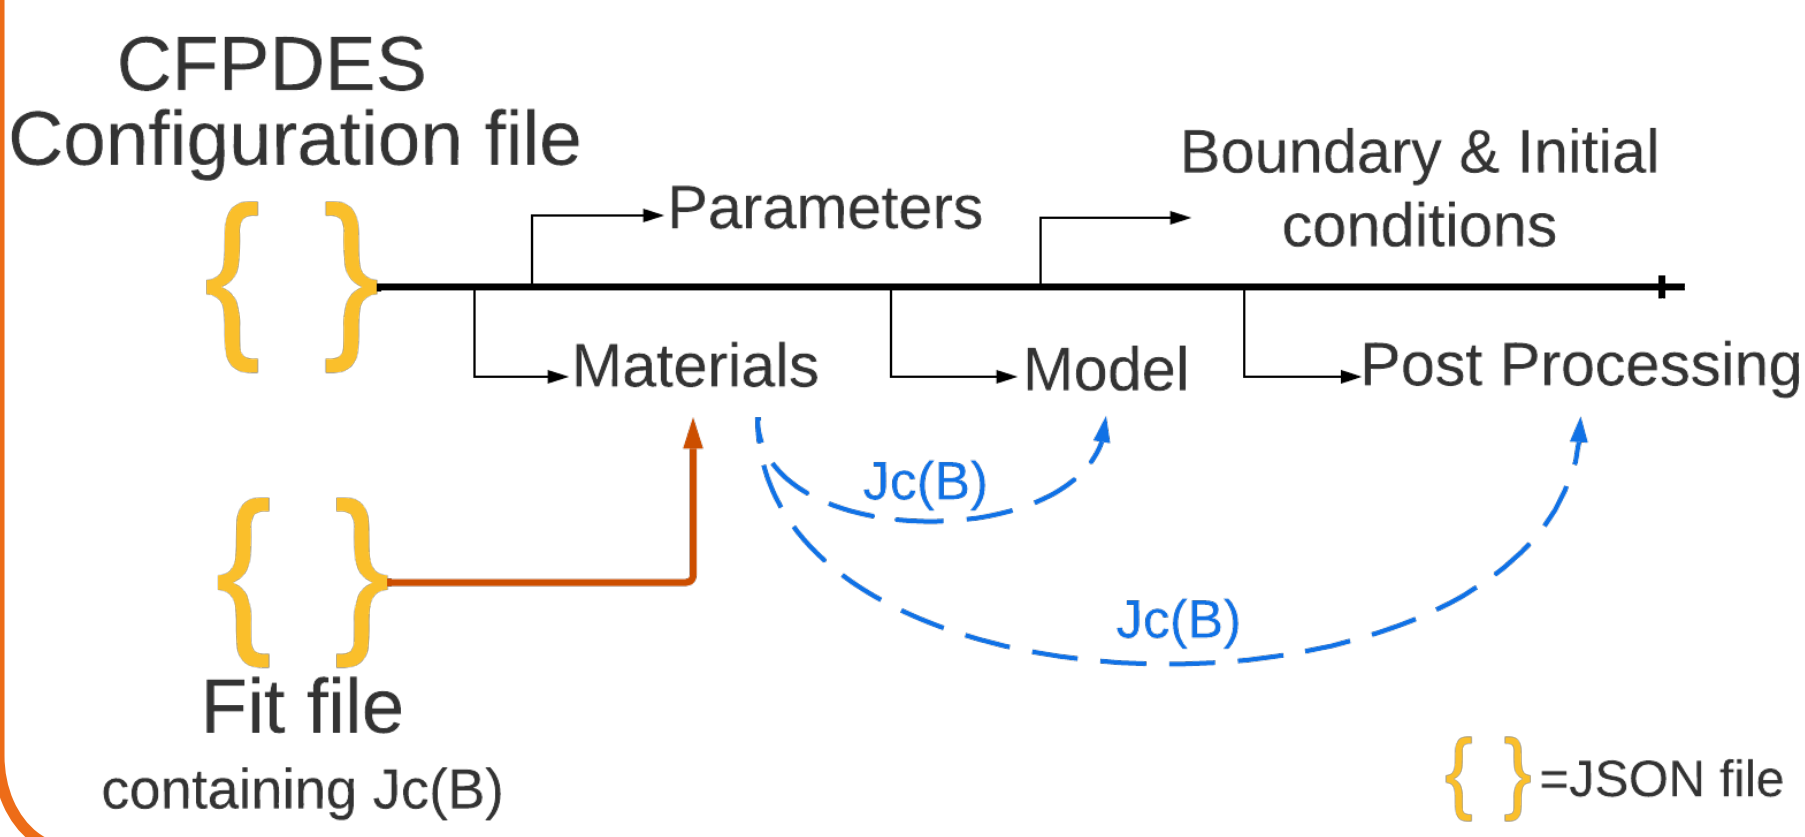 CFPDES
Configuration file
Parameters
Boundary & Initial
conditions
Materials
Model
Post Processing
Jc(B)
Jc(B)
Fit file
containing Jc(B)
{ } =JSON file